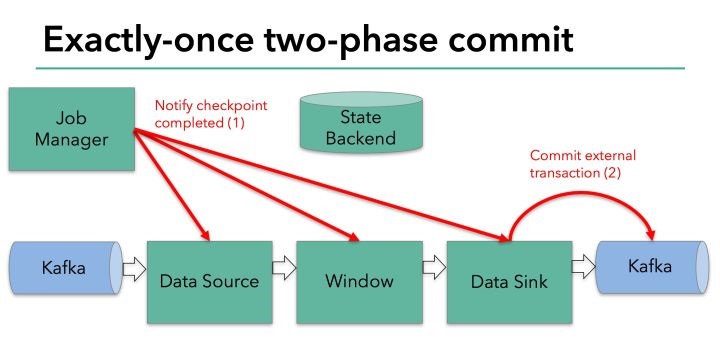 Exactly-once two-phase commit
Job
Manager
Notify checkpoint
completed (1)
State
Backend
Commit external
transaction (2)
Kafka
Data Source
Window
Data Sink
Kafka